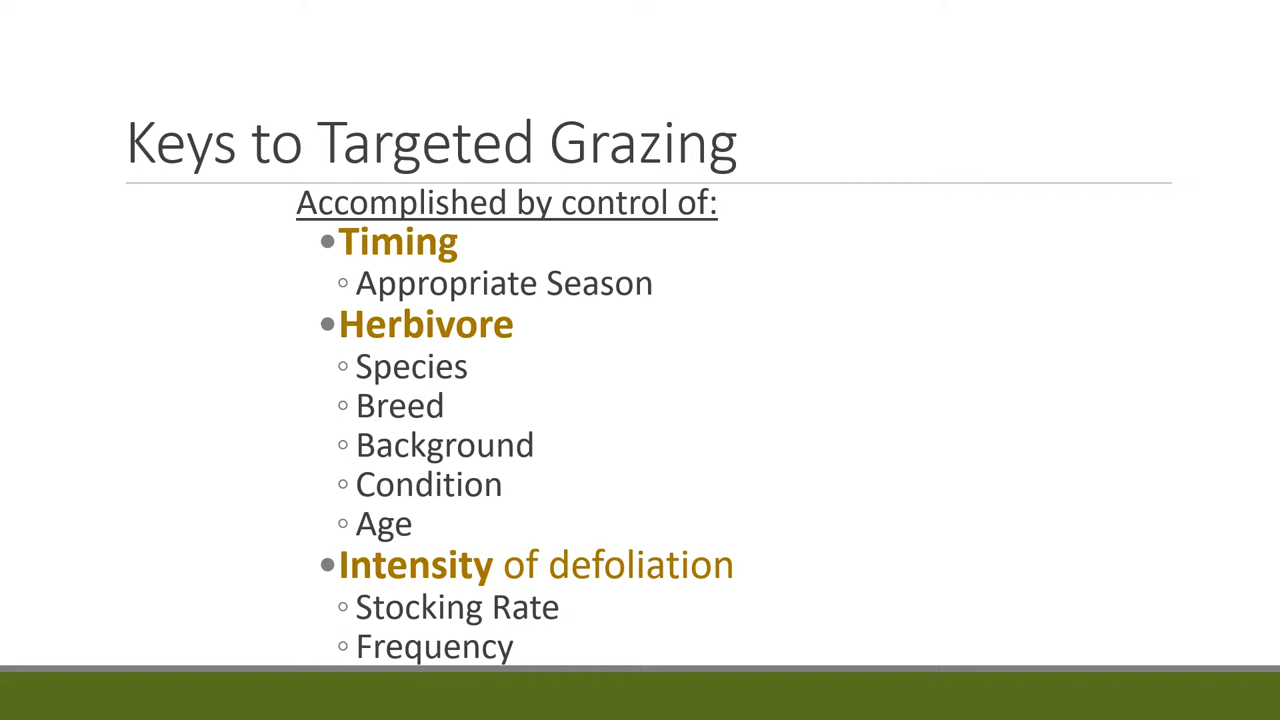 Keys to Targeted Grazing
Accomplished by control of:
•Timing
◦Appropriate Season
•Herbivore
◦Species
◦Breed
◦Background
◦Condition
◦Age
•Intensity of defoliation
◦Stocking Rate
◦Frequency